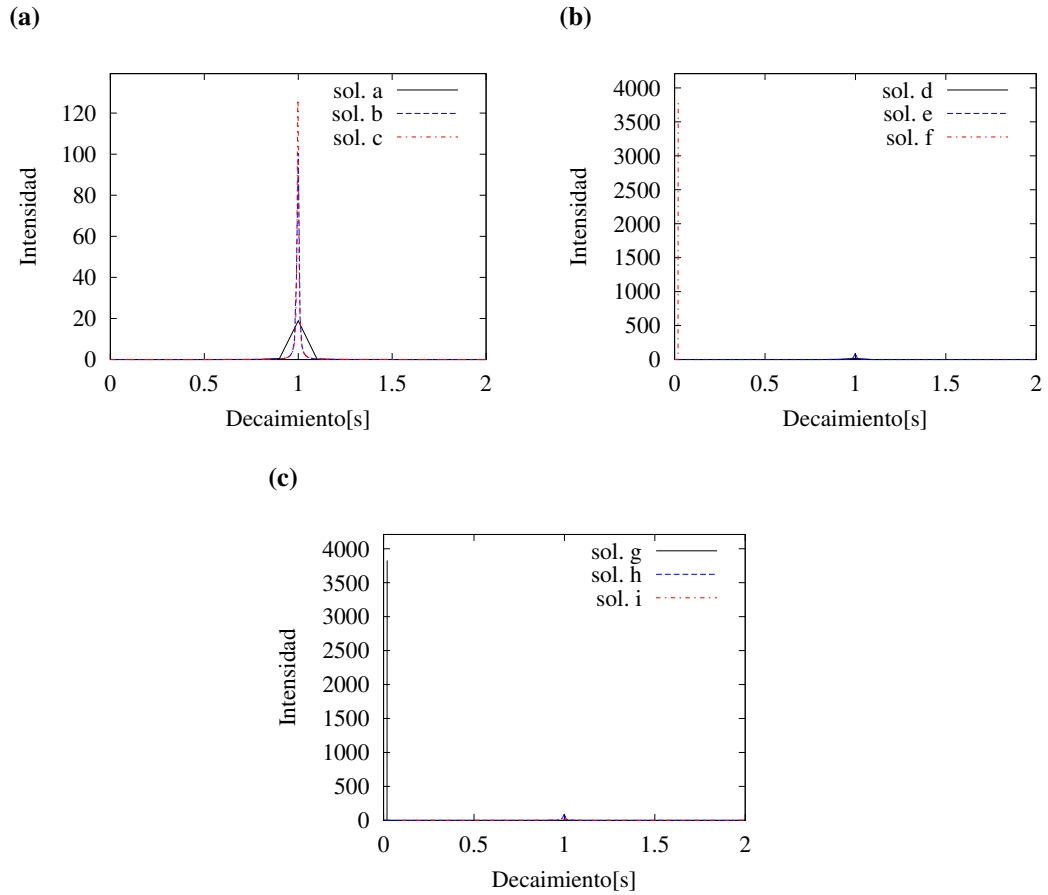 (a)
sol. a
sol. b
sol. c
120
100
80
60
40
20
0
Intensidad
0 0.5 1 1.5 2
Decaimiento[s]
(b)
sol. d
sol. e
sol. f
4000
3500
3000
2500
2000
1500
1000
500
0
Intensidad
0 0.5 1 1.5 2
Decaimiento[s]
(c)
sol. g
sol. h
sol. i
4000
3500
3000
2500
2000
1500
1000
500
0
Intensidad
0 0.5 1 1.5 2
Decaimiento[s]